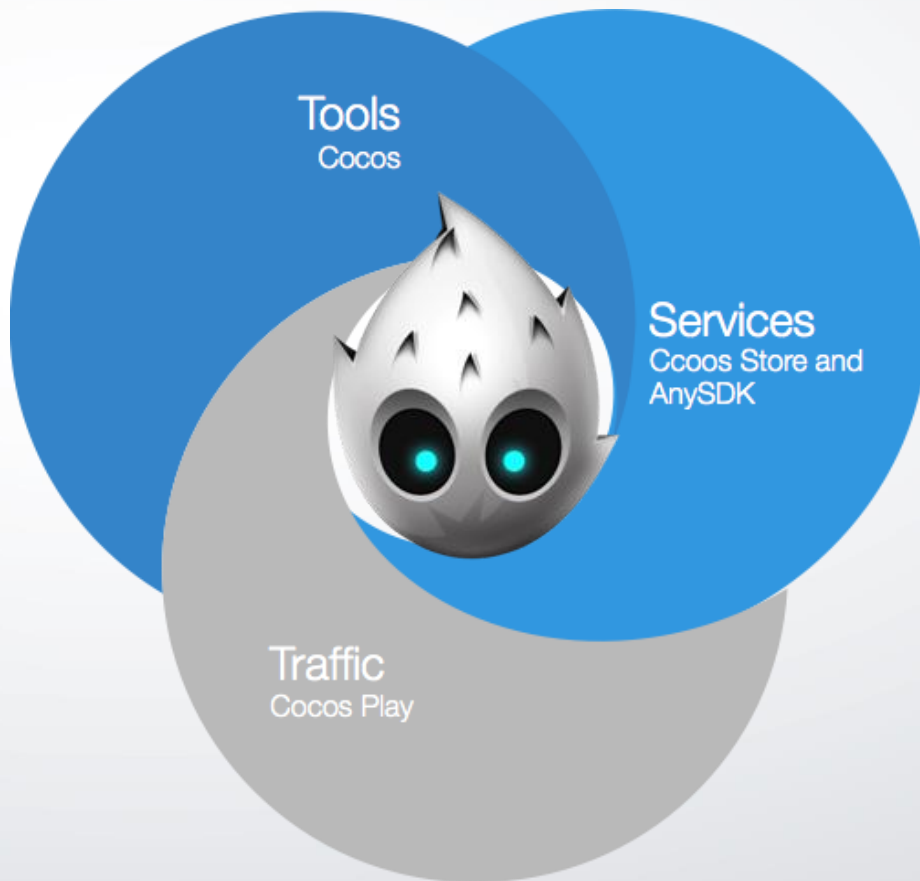 Tools
Cocos
Services
Ccoos Store and
AnySDK
Traffic
Cocos Play